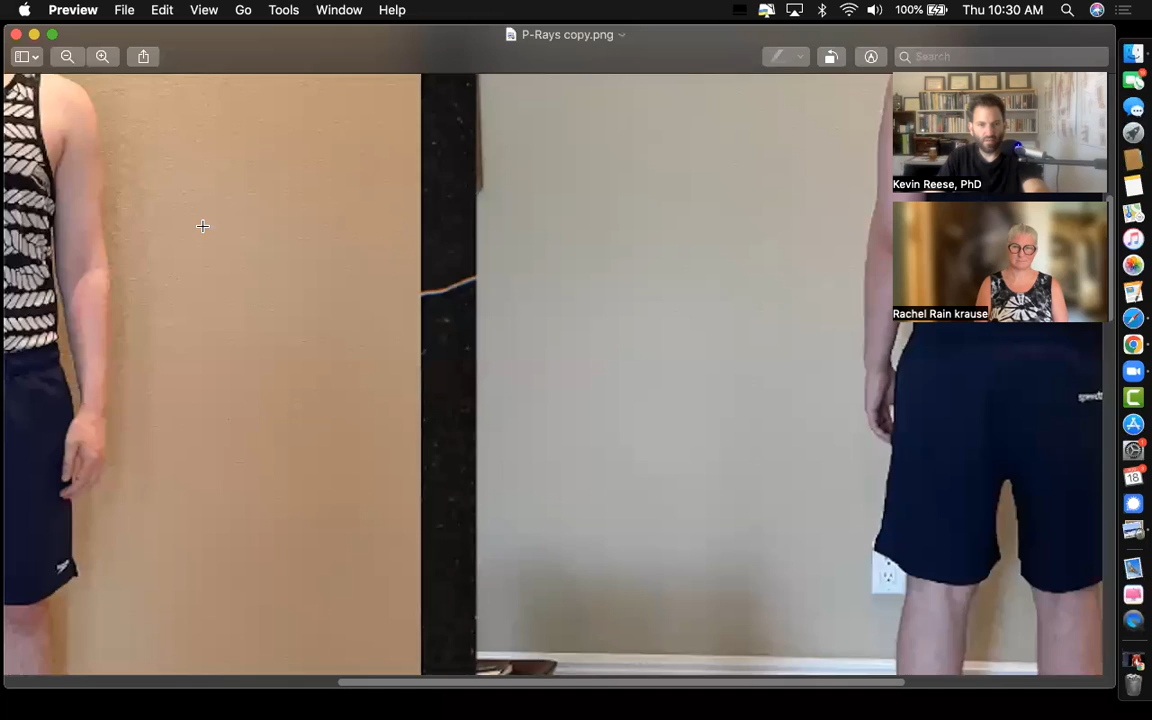 Preview File Edit View Go Tools Window Help 100% Thu 10:30 AM
P-Rays copy.png
Search
Kevin Reese, PhD
Rachel Rain krause
18